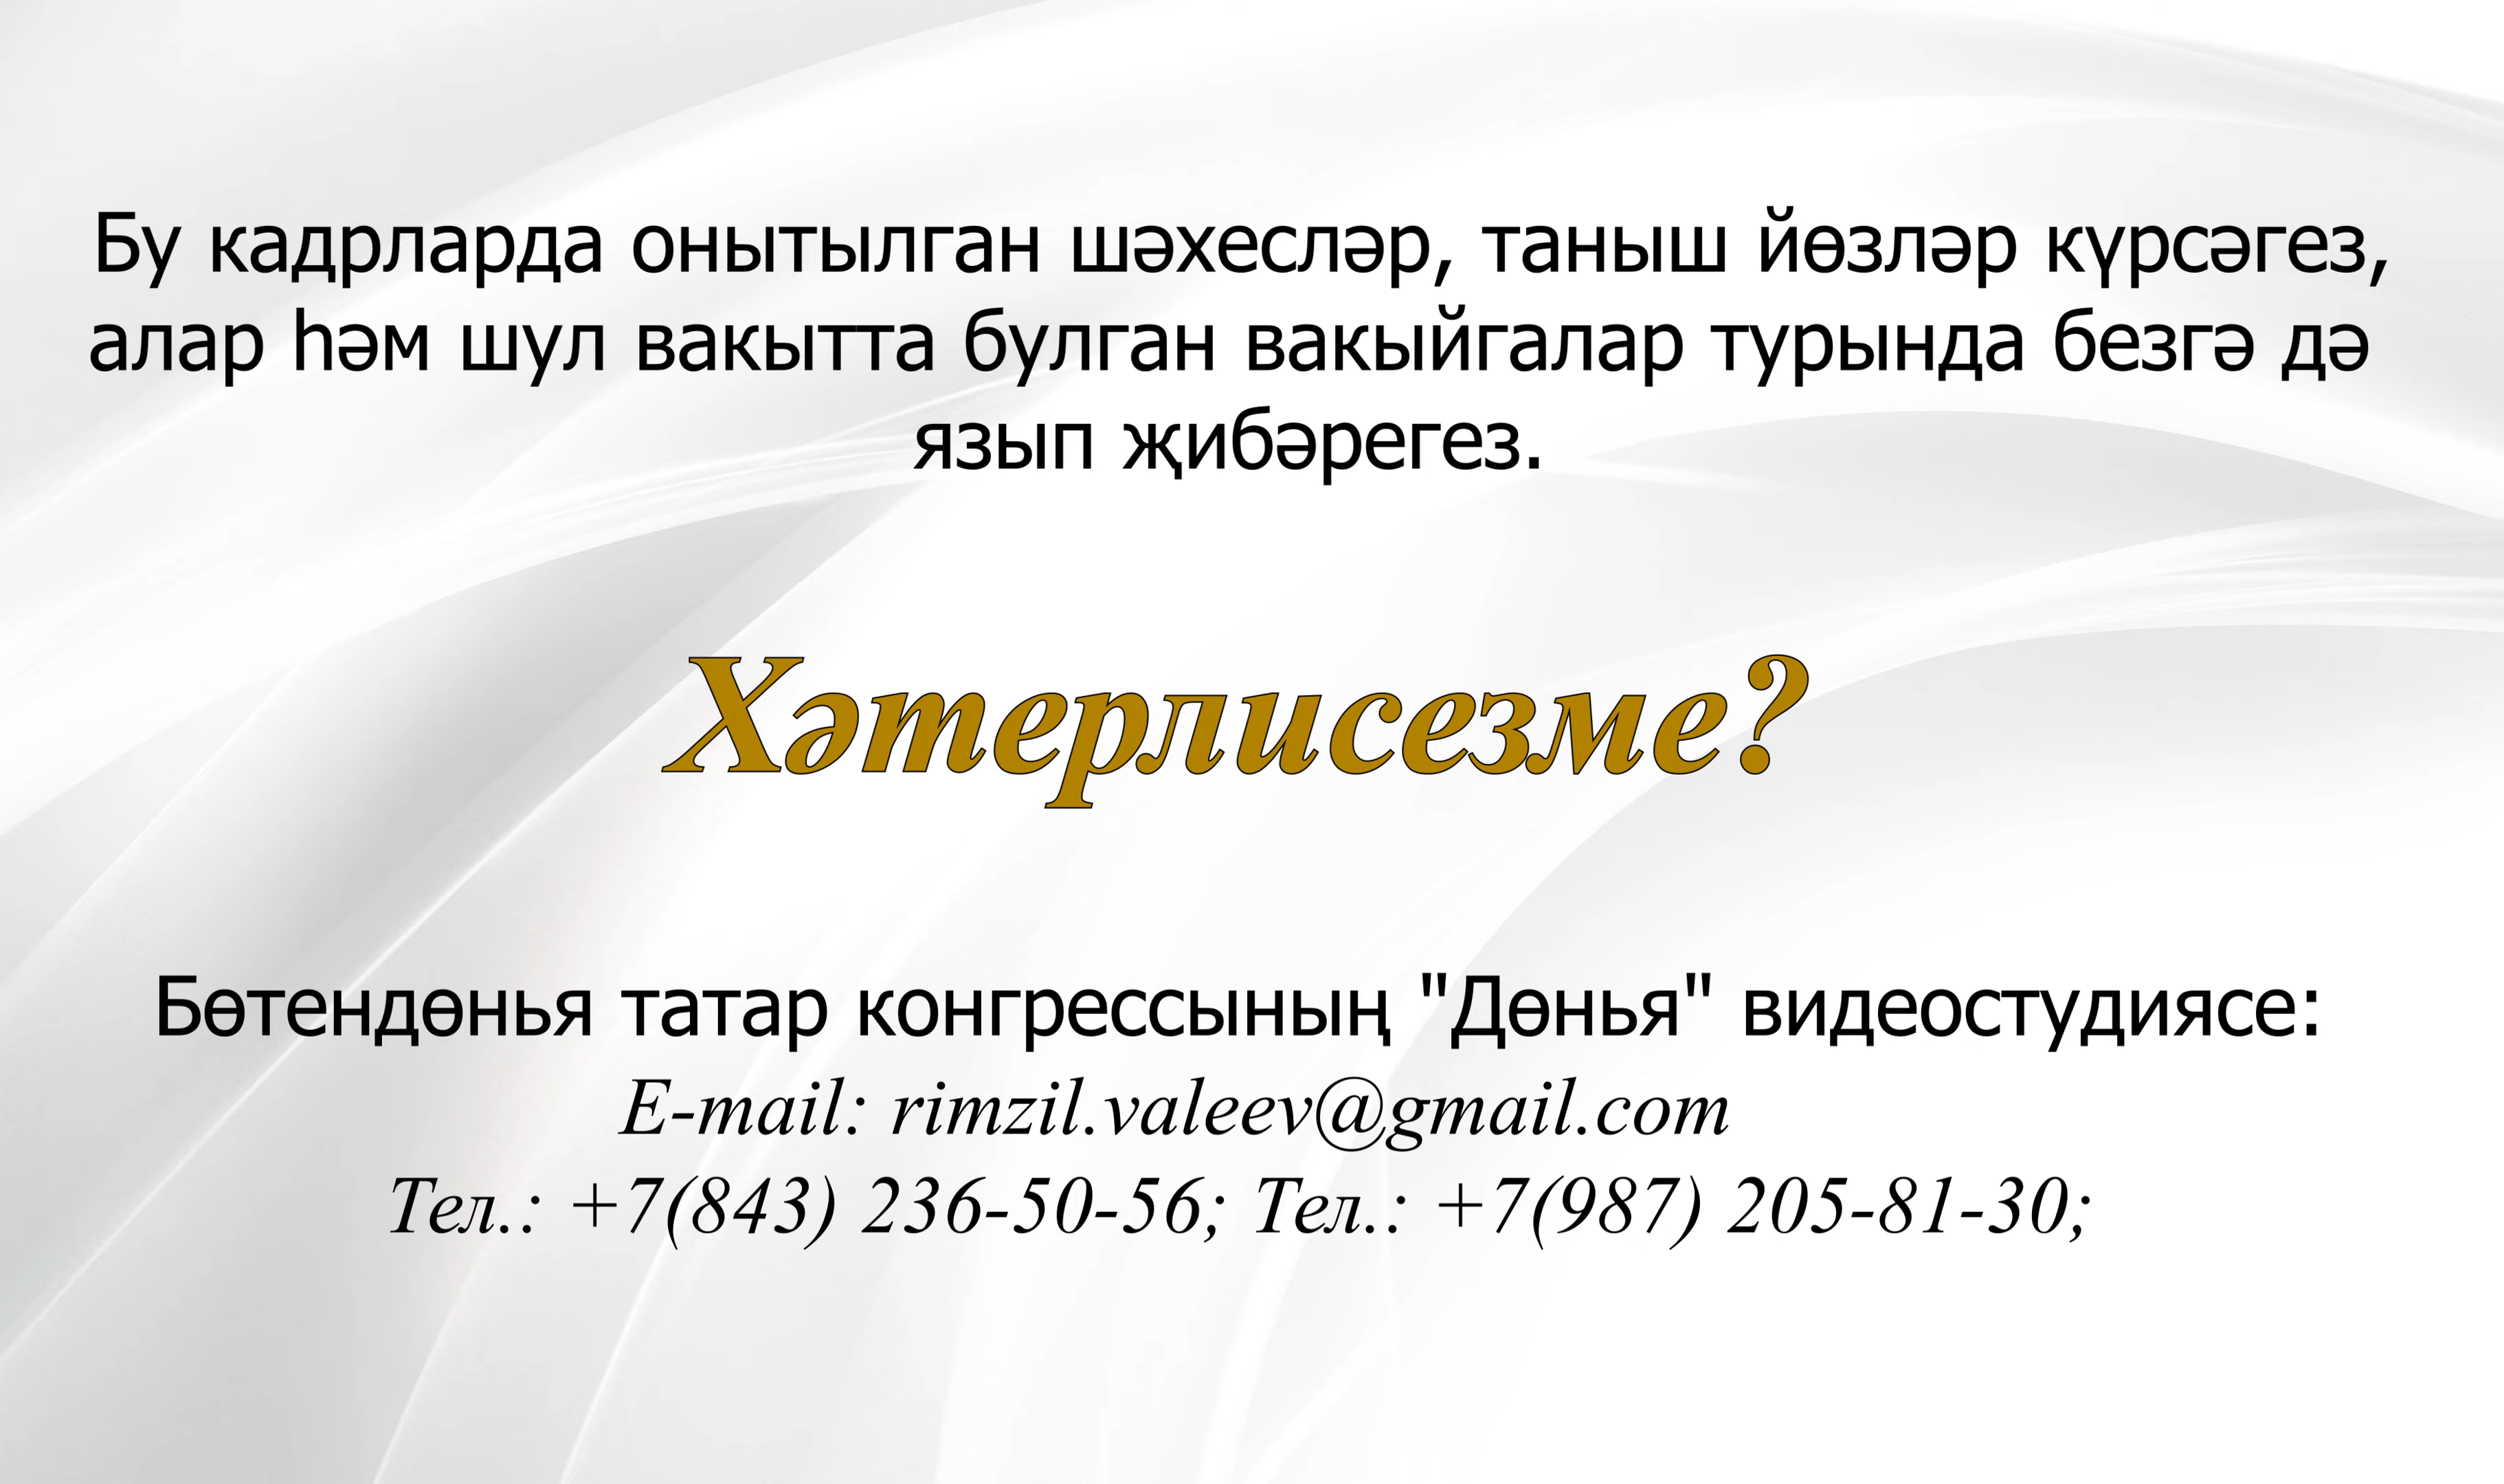 Бу кадрларда онытылган шәхесләр, таныш йөзләр күрсәгез,
алар һәм шул вакытта булган вакыйгалар турында безгә дә
язып җибәрегез.
Хәтерлисезме?
Бөтендөнья татар конгрессының "Дөнья" видеостудиясе:
E-mail: rimzil.valeev@gmail.com
Тел.: +7(843) 236-50-56; Тел.: +7(987) 205-81-30;